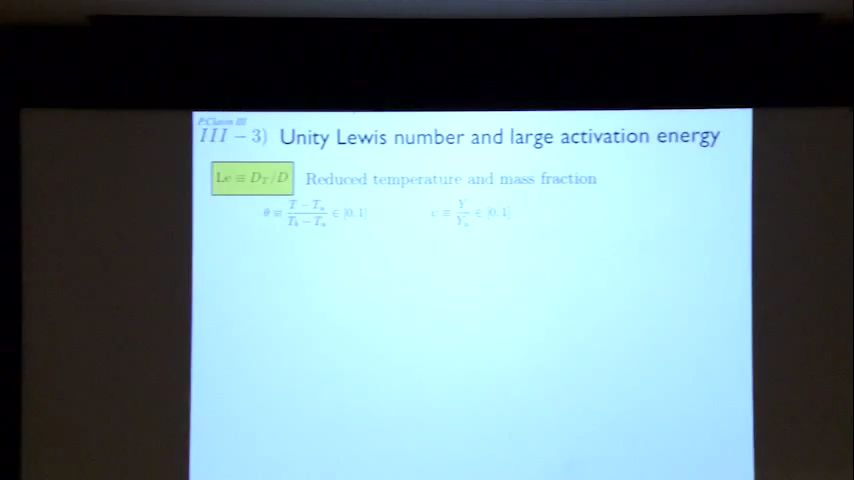 P.Clavin III
III − 3) Unity Lewis number and large activation energy
Le ≡ D_T/D Reduced temperature and mass fraction
θ ≡ (T − T_u)/(T_b − T_u) ∈ [0, 1] c ≡ Y/Y_u ∈ [0, 1]